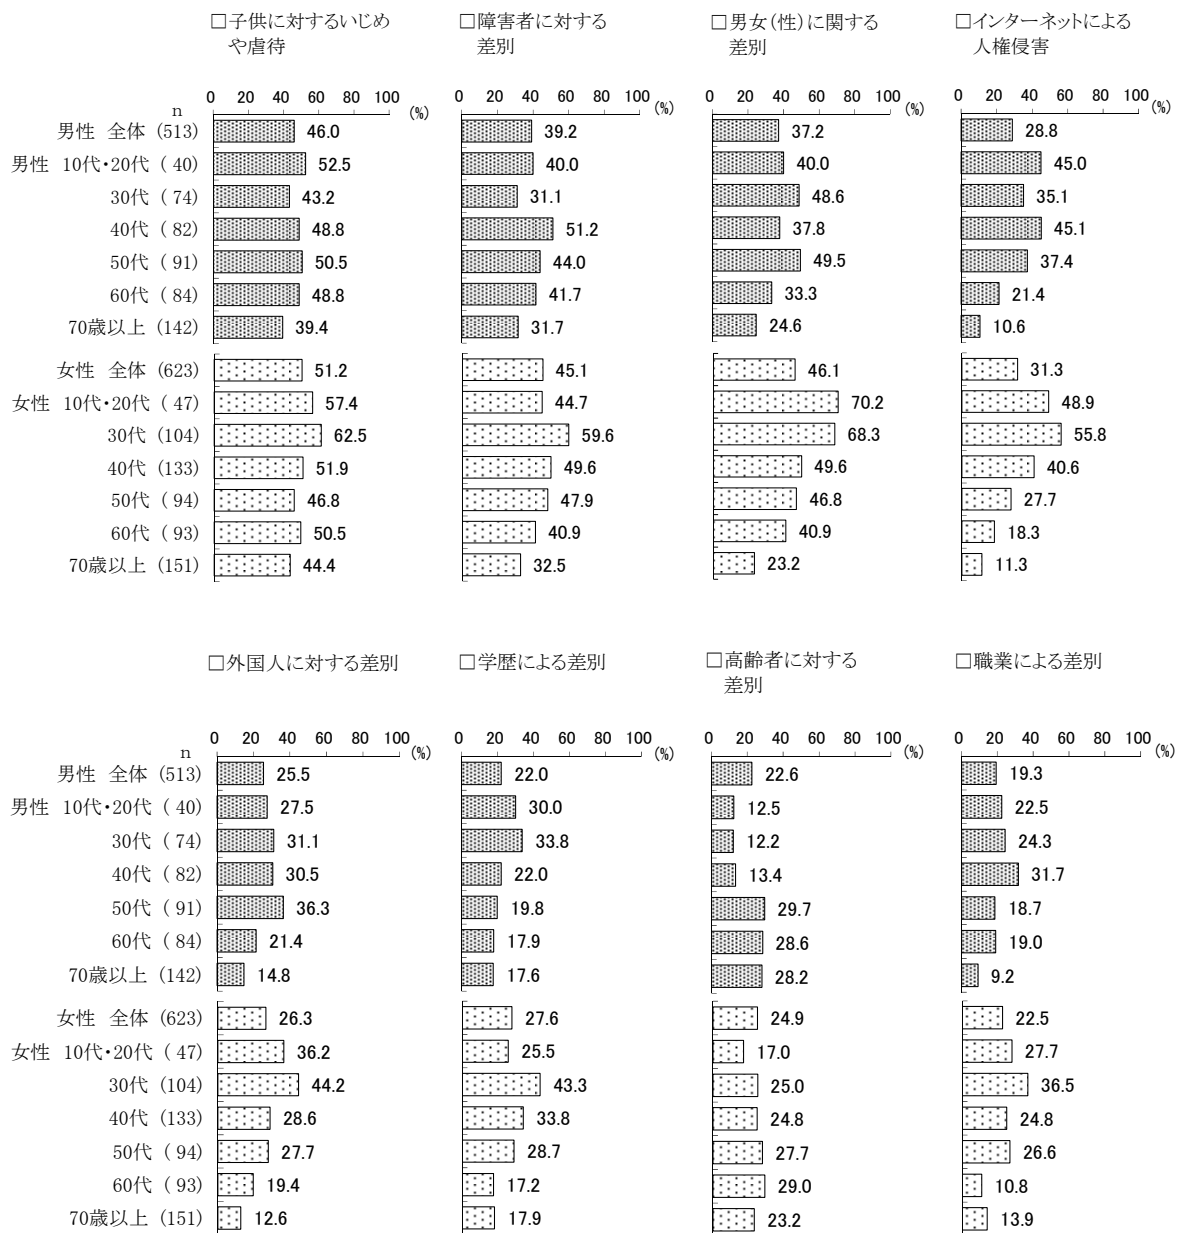 □子供に対するいじめ □障害者に対する □男女(性)に関する □インターネットによる
や虐待 差別 差別 人権侵害
0 20 40 60 80 100 (%) 0 20 40 60 80 100 (%) 0 20 40 60 80 100 (%) 0 20 40 60 80 100 (%)
n
男性 全体 (513) 46.0 39.2 37.2 28.8
男性 10代・20代 ( 40) 52.5 40.0 40.0 45.0
30代 ( 74) 43.2 31.1 48.6 35.1
40代 ( 82) 48.8 51.2 37.8 45.1
50代 ( 91) 50.5 44.0 49.5 37.4
60代 ( 84) 48.8 41.7 33.3 21.4
70歳以上 (142) 39.4 31.7 24.6 10.6
女性 全体 (623) 51.2 45.1 46.1 31.3
女性 10代・20代 ( 47) 57.4 44.7 70.2 48.9
30代 (104) 62.5 59.6 68.3 55.8
40代 (133) 51.9 49.6 49.6 40.6
50代 ( 94) 46.8 47.9 46.8 27.7
60代 ( 93) 50.5 40.9 40.9 18.3
70歳以上 (151) 44.4 32.5 23.2 11.3
□外国人に対する差別 □学歴による差別 □高齢者に対する □職業による差別
差別
0 20 40 60 80 100 (%) 0 20 40 60 80 100 (%) 0 20 40 60 80 100 (%) 0 20 40 60 80 100 (%)
n
男性 全体 (513) 25.5 22.0 22.6 19.3
男性 10代・20代 ( 40) 27.5 30.0 12.5 22.5
30代 ( 74) 31.1 33.8 12.2 24.3
40代 ( 82) 30.5 22.0 13.4 31.7
50代 ( 91) 36.3 19.8 29.7 18.7
60代 ( 84) 21.4 17.9 28.6 19.0
70歳以上 (142) 14.8 17.6 28.2 9.2
女性 全体 (623) 26.3 27.6 24.9 22.5
女性 10代・20代 ( 47) 36.2 25.5 17.0 27.7
30代 (104) 44.2 43.3 25.0 36.5
40代 (133) 28.6 33.8 24.8 24.8
50代 ( 94) 27.7 28.7 27.7 26.6
60代 ( 93) 19.4 17.2 29.0 10.8
70歳以上 (151) 12.6 17.9 23.2 13.9